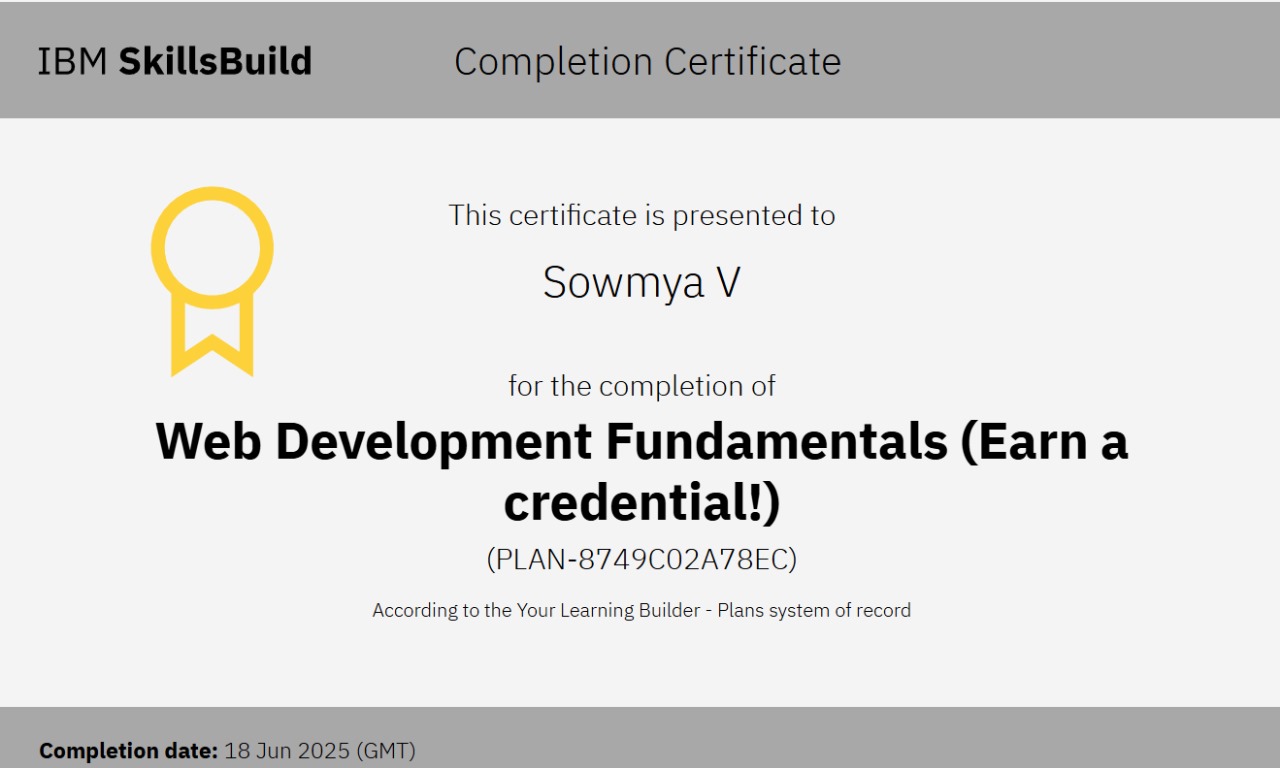 IBM SkillsBuild
Completion Certificate
This certificate is presented to
Sowmya V
for the completion of
Web Development Fundamentals (Earn a
credential!)
(PLAN-8749C02A78EC)
According to the Your Learning Builder - Plans system of record
Completion date: 18 Jun 2025 (GMT)